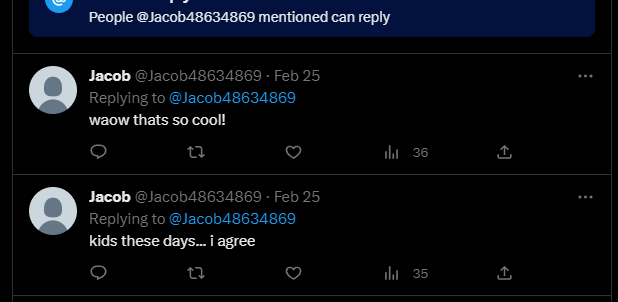 People @Jacob48634869 mentioned can reply
Jacob @Jacob48634869 · Feb 25
Replying to @Jacob48634869
waow thats so cool!
36
Jacob @Jacob48634869 · Feb 25
Replying to @Jacob48634869
kids these days... i agree
35